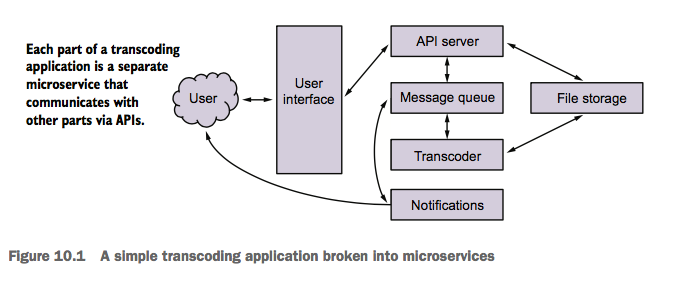 Each part of a transcoding
application is a separate
microservice that
communicates with
other parts via APIs.
User
User
interface
API server
Message queue
File storage
Transcoder
Notifications
Figure 10.1 A simple transcoding application broken into microservices